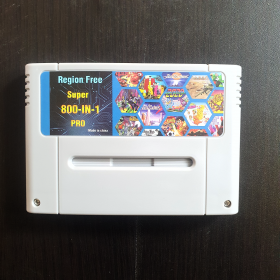 Region Free
Super
800-IN-1
PRO
Made in china